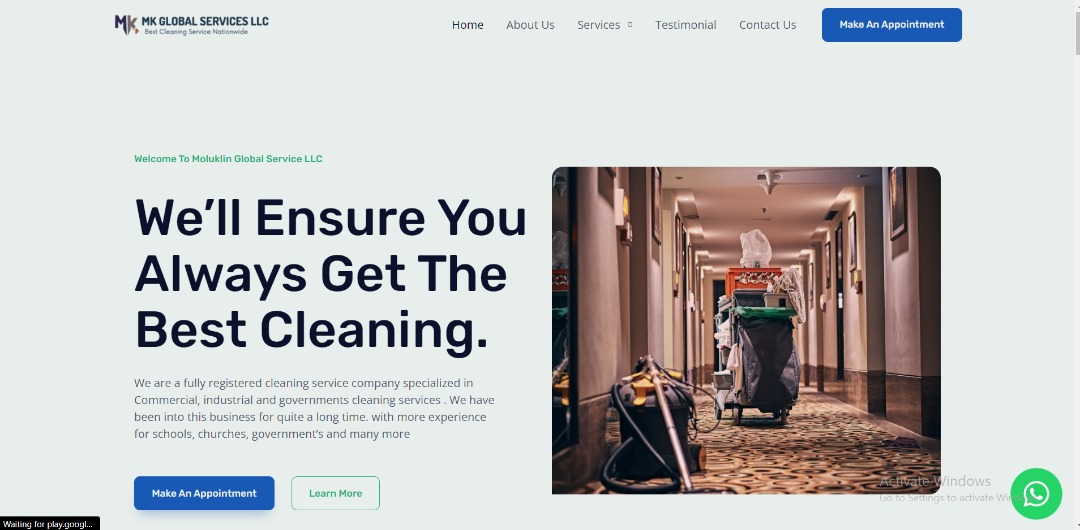 MK MK GLOBAL SERVICES LLC
Best Cleaning Service Nationwide
Home About Us Services Testimonial Contact Us Make An Appointment
Welcome To Moluklin Global Service LLC
We'll Ensure You
Always Get The
Best Cleaning.
We are a fully registered cleaning service company specialized in
Commercial, industrial and governments cleaning services . We have
been into this business for quite a long time. with more experience
for schools, churches, government's and many more
Make An Appointment Learn More
Activate Windows
Go to Settings to activate
Waiting for play.googl...